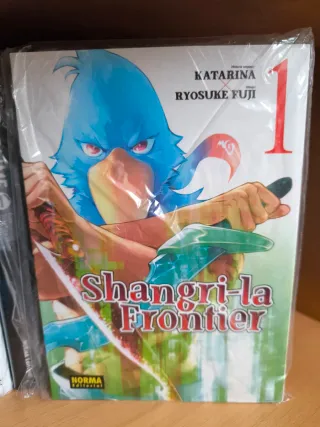 KATARINA
RYOSUKE FUJI
1
Shangri-la
Frontier
NORMA
Editorial